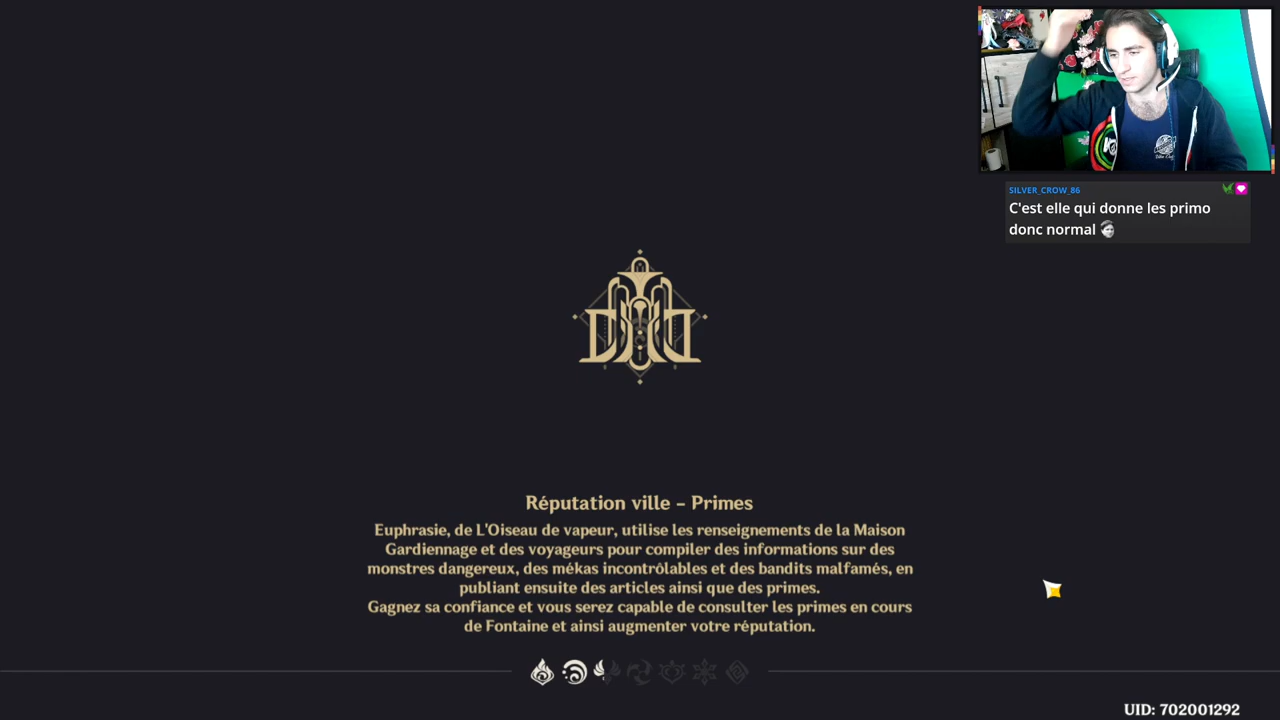 SILVER_CROW_86
C'est elle qui donne les primo
donc normal
Réputation ville – Primes
Euphrasie, de L'Oiseau de vapeur, utilise les renseignements de la Maison
Gardiennage et des voyageurs pour compiler des informations sur des
monstres dangereux, des mékas incontrôlables et des bandits malfamés, en
publiant ensuite des articles ainsi que des primes.
Gagnez sa confiance et vous serez capable de consulter les primes en cours
de Fontaine et ainsi augmenter votre réputation.
UID: 702001292